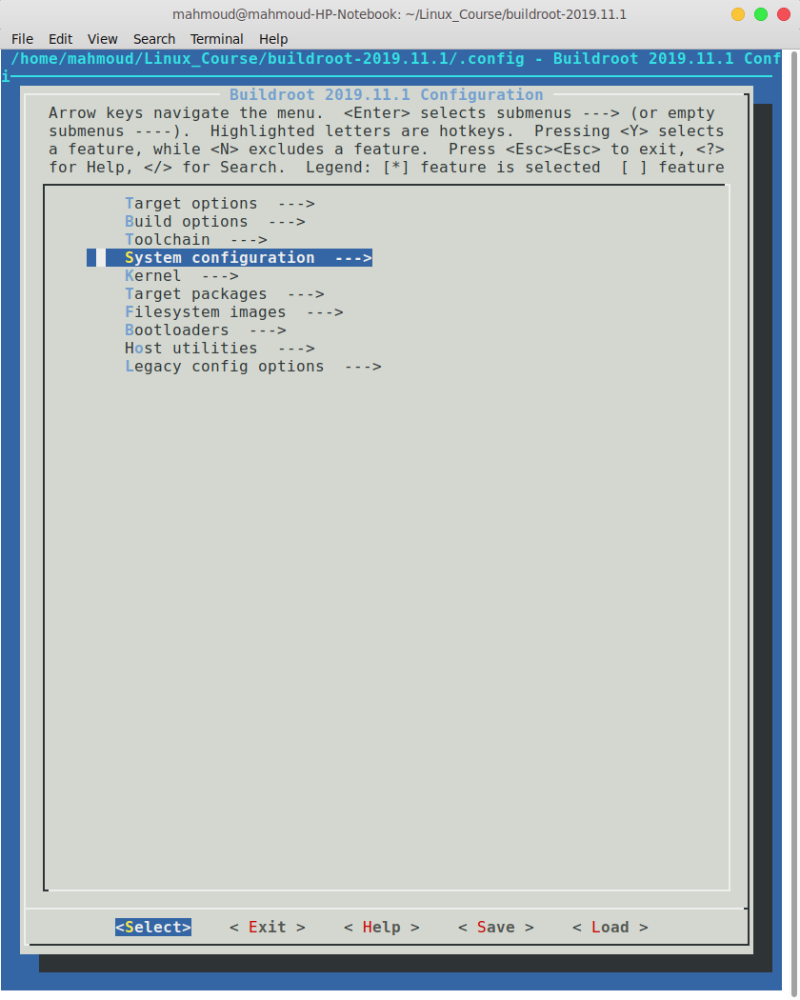 mahmoud@mahmoud-HP-Notebook: ~/Linux_Course/buildroot-2019.11.1
File Edit View Search Terminal Help
/home/mahmoud/Linux_Course/buildroot-2019.11.1/.config - Buildroot 2019.11.1 Conf
i
Buildroot 2019.11.1 Configuration
Arrow keys navigate the menu.  <Enter> selects submenus ---> (or empty
submenus ----).  Highlighted letters are hotkeys.  Pressing <Y> selects
a feature, while <N> excludes a feature.  Press <Esc><Esc> to exit, <?>
for Help, </> for Search.  Legend: [*] feature is selected  [ ] feature
Target options  --->
Build options  --->
Toolchain  --->
System configuration  --->
Kernel  --->
Target packages  --->
Filesystem images  --->
Bootloaders  --->
Host utilities  --->
Legacy config options  --->
<Select>    < Exit >    < Help >    < Save >    < Load >